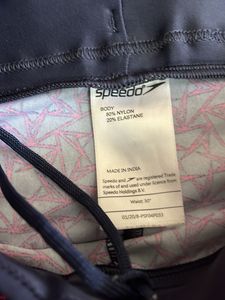 speedo
BODY
80% NYLON
20% ELASTANE
MADE IN INDIA
Speedo and are registered Trade
marks of and used under licence from
Speedo Holdings B.V.
Waist: 30"